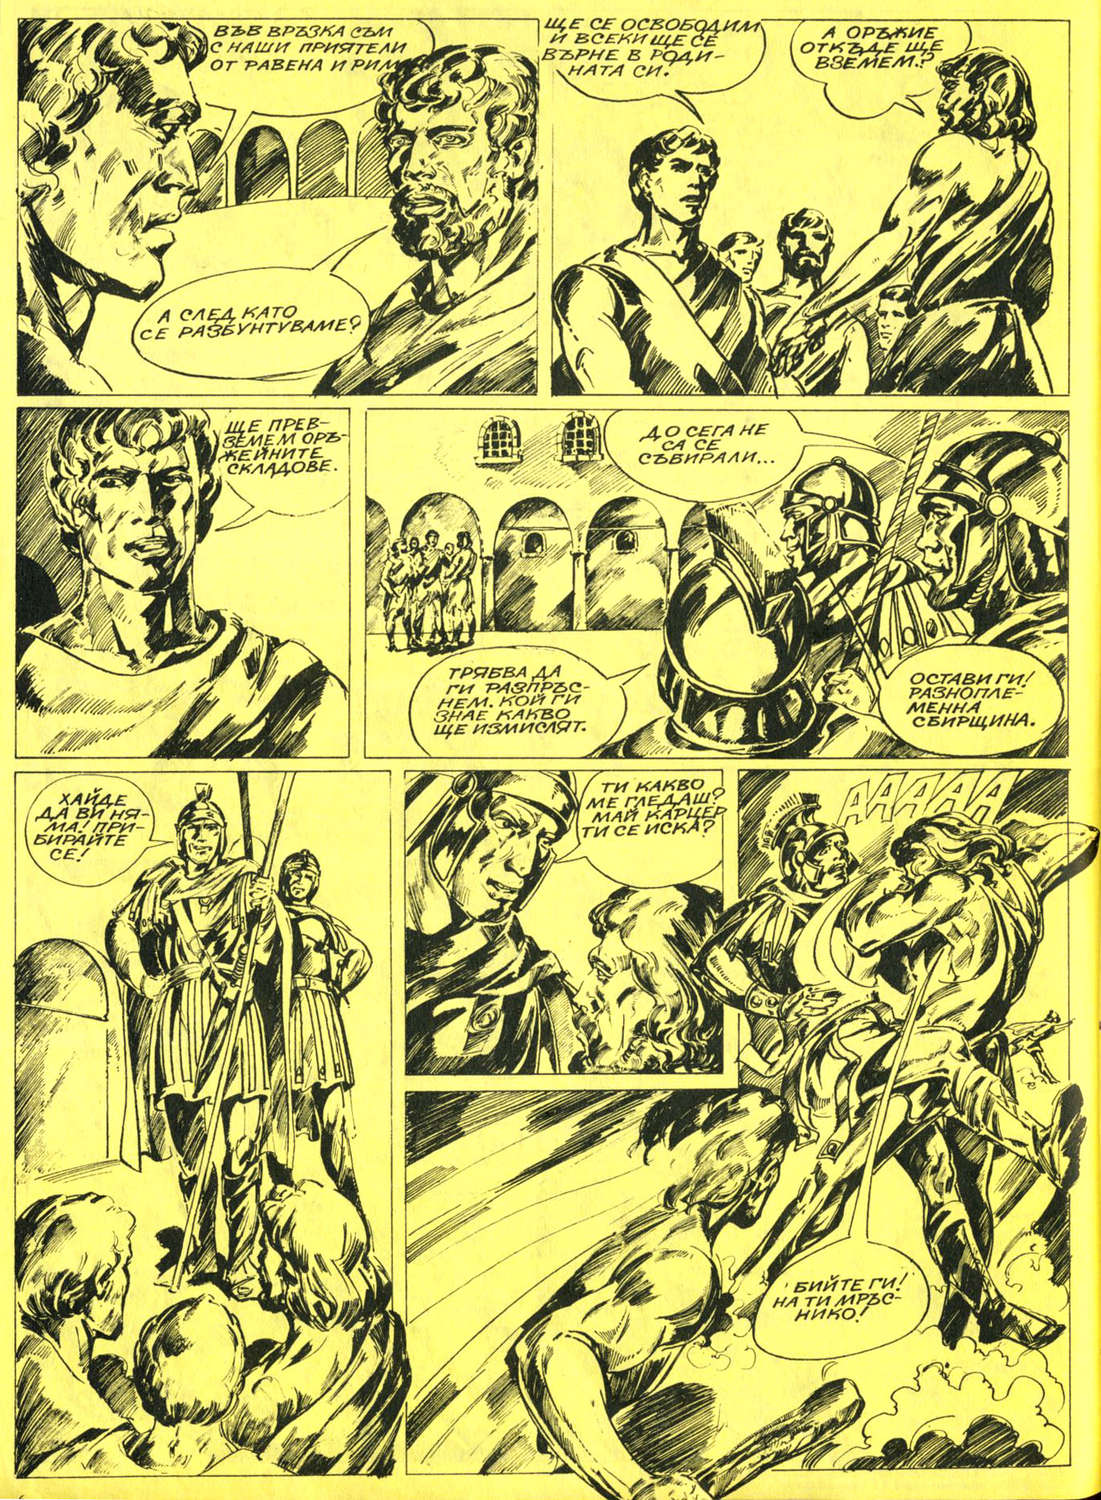 ВЪВ ВРЪЗКА СЪМ
С НАШИ ПРИЯТЕЛИ
ОТ РАВЕНА И РИМ.
А СЛЕД КАТО
СЕ РАЗБУНТУВАМЕ?
ЩЕ СЕ ОСВОБОДИМ
И ВСЕКИ ЩЕ СЕ
ВЪРНЕ В РОДИ-
НАТА СИ.
А ОРЪЖИЕ
ОТКЪДЕ ЩЕ
ВЗЕМЕМ?
ЩЕ ПРЕВ-
ЗЕМЕМ ОРЪ-
ЖЕЙНИТЕ
СКЛАДОВЕ.
ДО СЕГА НЕ
СА СЕ
СЪБИРАЛИ...
ТРЯБВА ДА
ГИ РАЗПРЪС-
НЕМ. КОЙ ГИ
ЗНАЕ КАКВО
ЩЕ ИЗМИСЛЯТ.
ОСТАВИ ГИ!
РАЗНОПЛЕ-
МЕННА
СБИРЩИНА.
ХАЙДЕ
ДА ВИ НЯ-
МА! ПРИ-
БИРАЙТЕ
СЕ!
ТИ КАКВО
МЕ ГЛЕДАШ?
МАЙ КАРЦЕР
ТИ СЕ ИСКА?
ААААА
БИЙТЕ ГИ!
НА ТИ МРЪС-
НИКО!